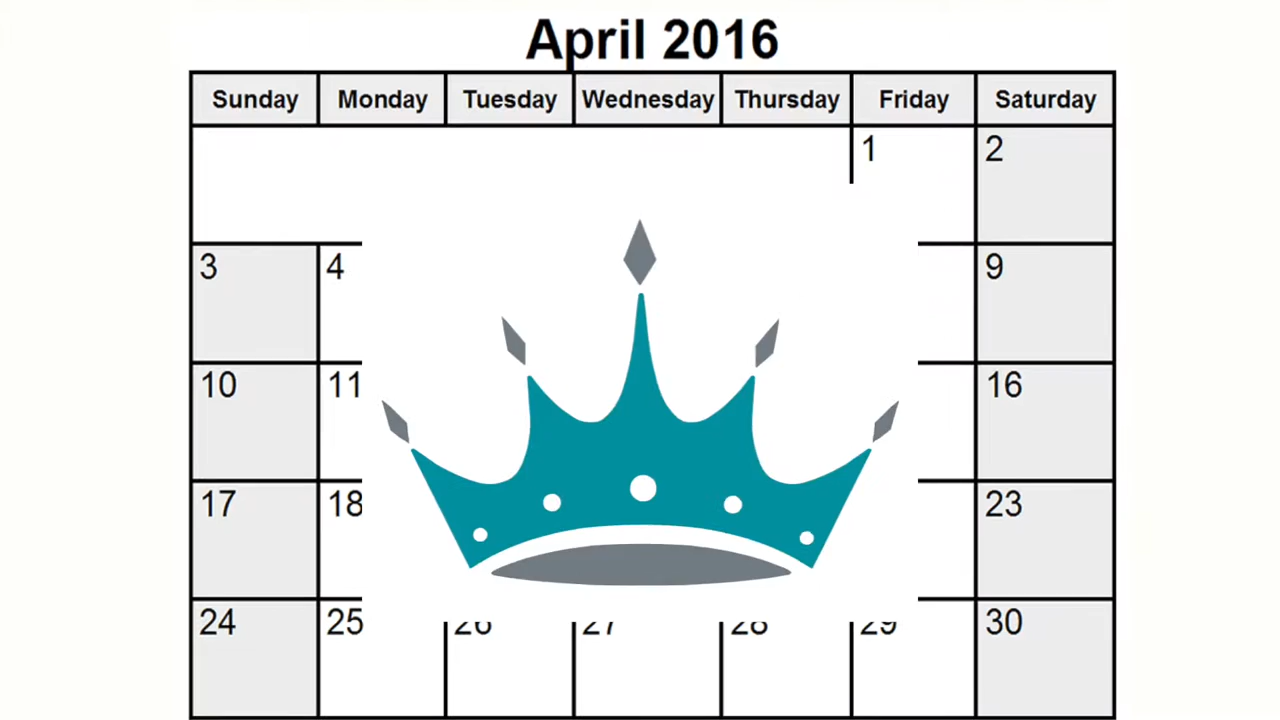 April 2016
Sunday Monday Tuesday Wednesday Thursday Friday Saturday
1 2
3 4 9
10 11 16
17 18 23
24 25 26 27 28 29 30